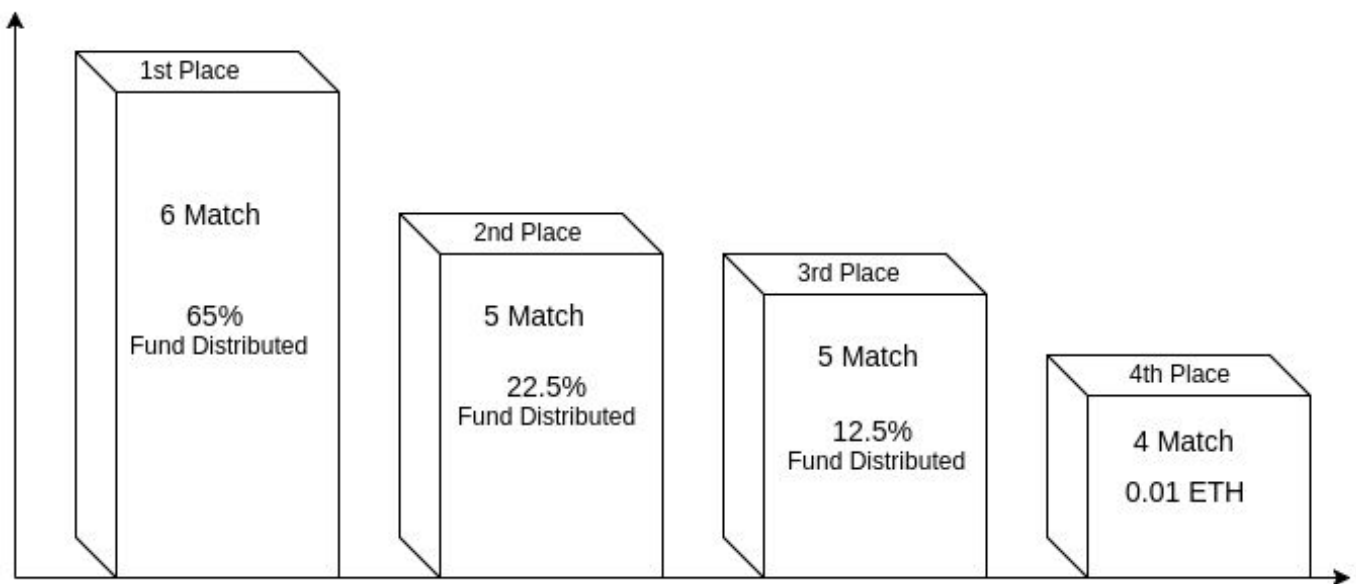 1st Place
6 Match
65%
Fund Distributed
2nd Place
5 Match
22.5%
Fund Distributed
3rd Place
5 Match
12.5%
Fund Distributed
4th Place
4 Match
0.01 ETH